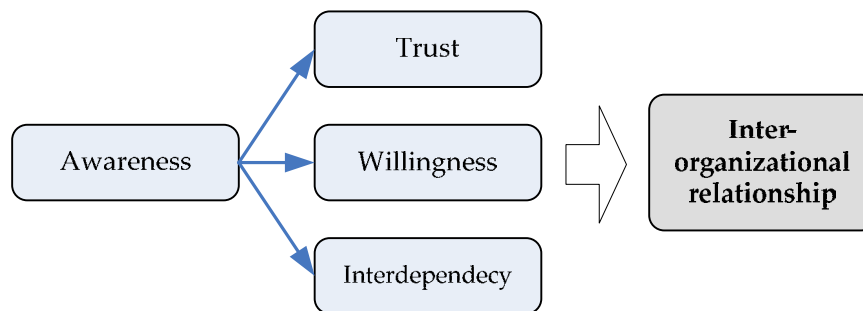 Trust
Awareness
Willingness
Interdependecy
Inter-
organizational
relationship